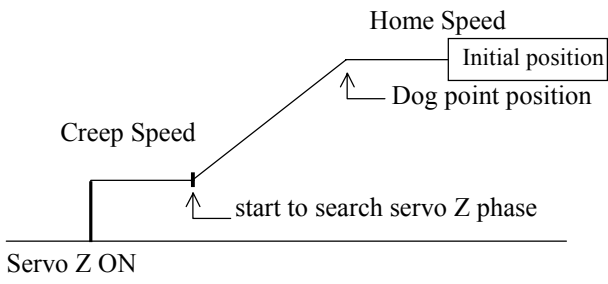 Home Speed
Initial position
Dog point position
Creep Speed
start to search servo Z phase
Servo Z ON